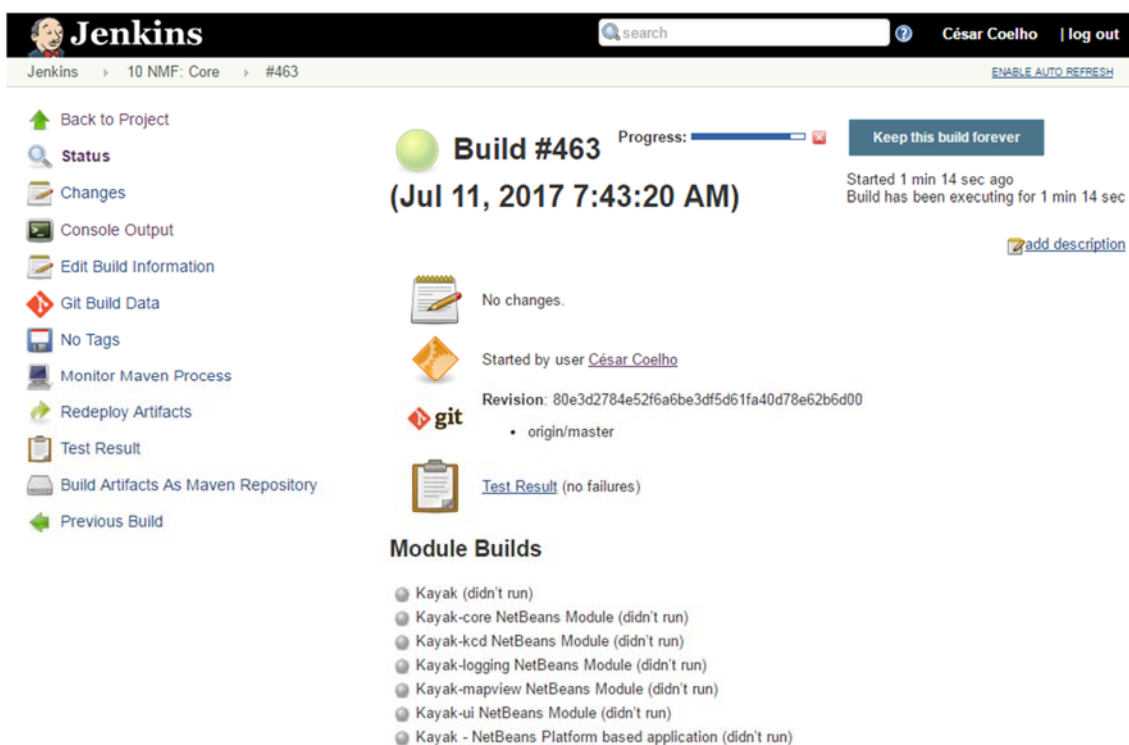 Jenkins
search
César Coelho | log out
Jenkins 10 NMF: Core #463
ENABLE AUTO REFRESH
Back to Project
Status
Changes
Console Output
Edit Build Information
Git Build Data
No Tags
Monitor Maven Process
Redeploy Artifacts
Test Result
Build Artifacts As Maven Repository
Previous Build
Build #463
(Jul 11, 2017 7:43:20 AM)
Progress:
Keep this build forever
Started 1 min 14 sec ago
Build has been executing for 1 min 14 sec
add description
No changes.
Started by user César Coelho
git
Revision: 80e3d2784e52f6a6be3df5d61fa40d78e62b6d00
• origin/master
Test Result (no failures)
Module Builds
Kayak (didn't run)
Kayak-core NetBeans Module (didn't run)
Kayak-kcd NetBeans Module (didn't run)
Kayak-logging NetBeans Module (didn't run)
Kayak-mapview NetBeans Module (didn't run)
Kayak-ui NetBeans Module (didn't run)
Kayak - NetBeans Platform based application (didn't run)